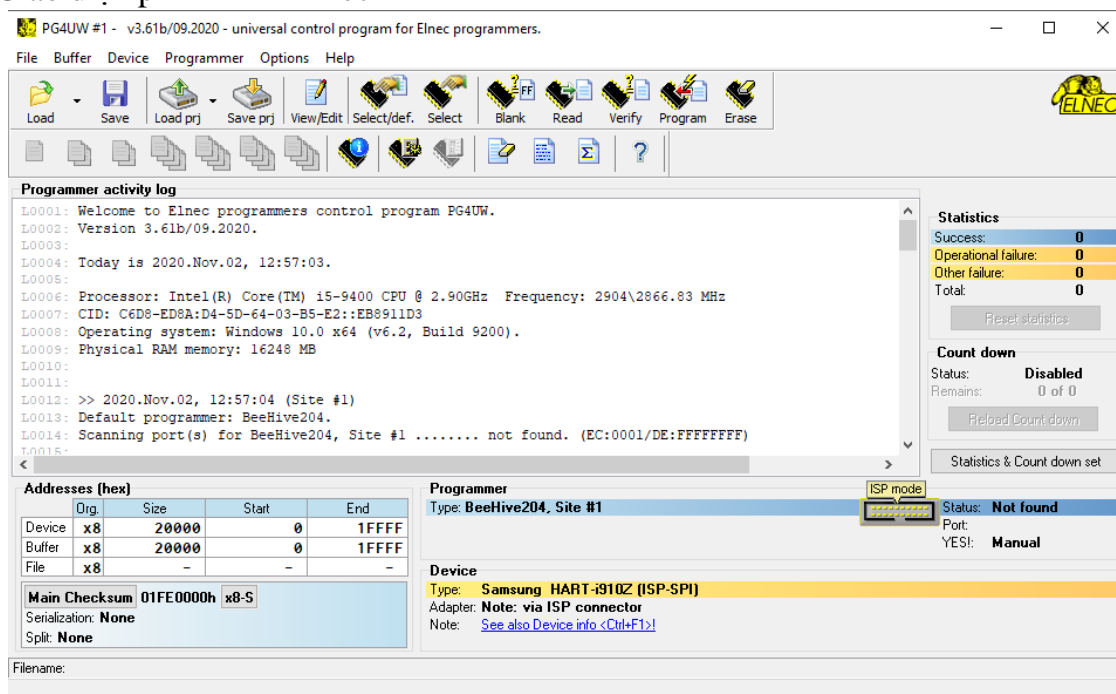 PG4UW #1 -   v3.61b/09.2020 - universal control program for Elnec programmers.
File Buffer Device Programmer Options Help
Load Save Load prj Save prj View/Edit Select/def. Select Blank Read Verify Program Erase
ELNEC
Programmer activity log
L0001: Welcome to Elnec programmers control program PG4UW.
L0002: Version 3.61b/09.2020.
L0003:
L0004: Today is 2020.Nov.02, 12:57:03.
L0005:
L0006: Processor: Intel(R) Core(TM) i5-9400 CPU @ 2.90GHz  Frequency: 2904\2866.83 MHz
L0007: CID: C6D8-ED8A:D4-5D-64-03-B5-E2::EB8911D3
L0008: Operating system: Windows 10.0 x64 (v6.2, Build 9200).
L0009: Physical RAM memory: 16248 MB
L0010:
L0011:
L0012: >> 2020.Nov.02, 12:57:04 (Site #1)
L0013: Default programmer: BeeHive204.
L0014: Scanning port(s) for BeeHive204, Site #1 ........ not found. (EC:0001/DE:FFFFFFFF)
L0015:
Statistics
Success: 0
Operational failure: 0
Other failure: 0
Total: 0
Reset statistics
Count down
Status: Disabled
Remains: 0 of 0
Reload Count down
Statistics & Count down set
Addresses (hex)
Org. Size Start End
Device x8 20000 0 1FFFF
Buffer x8 20000 0 1FFFF
File x8 - - -
Main Checksum 01FE0000h x8-S
Serialization: None
Split: None
Programmer
Type: BeeHive204, Site #1
ISP mode
Status: Not found
Port:
YES!: Manual
Device
Type: Samsung HART-i910Z (ISP-SPI)
Adapter: Note: via ISP connector
Note: See also Device info <Ctrl+F1>!
Filename: